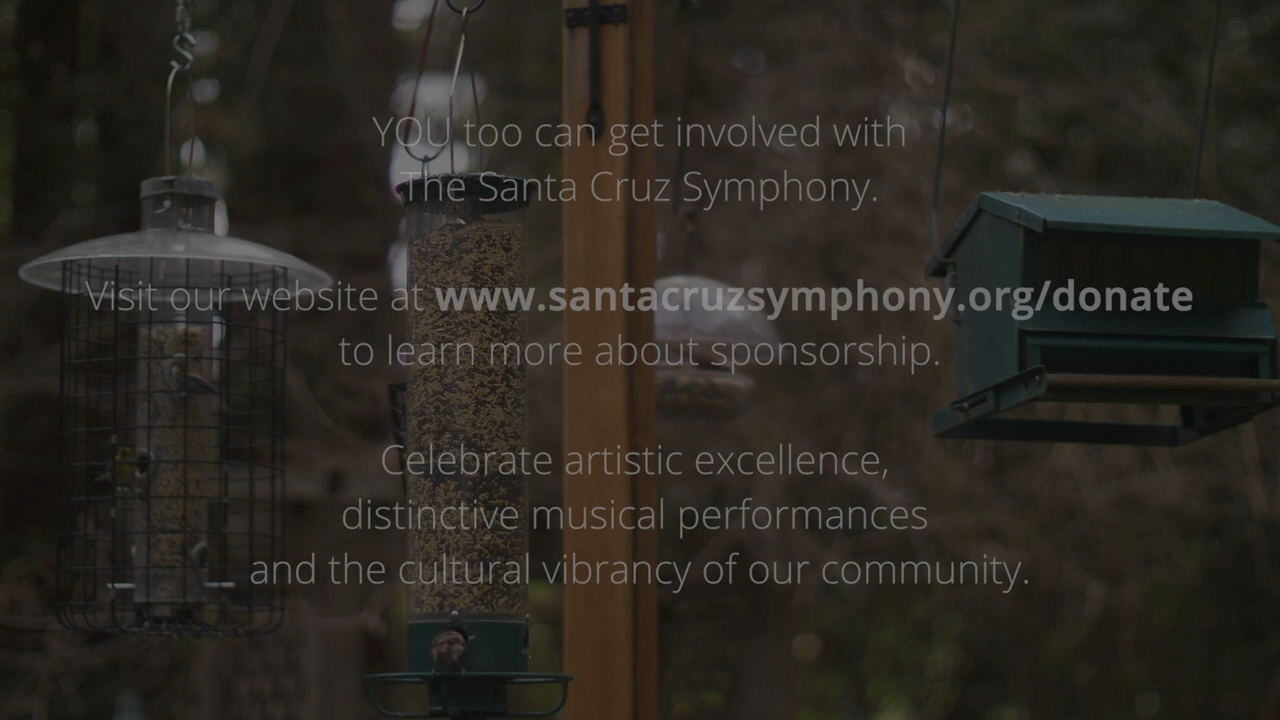 YOU too can get involved with
The Santa Cruz Symphony.
Visit our website at www.santacruzsymphony.org/donate
to learn more about sponsorship.
Celebrate artistic excellence,
distinctive musical performances
and the cultural vibrancy of our community.